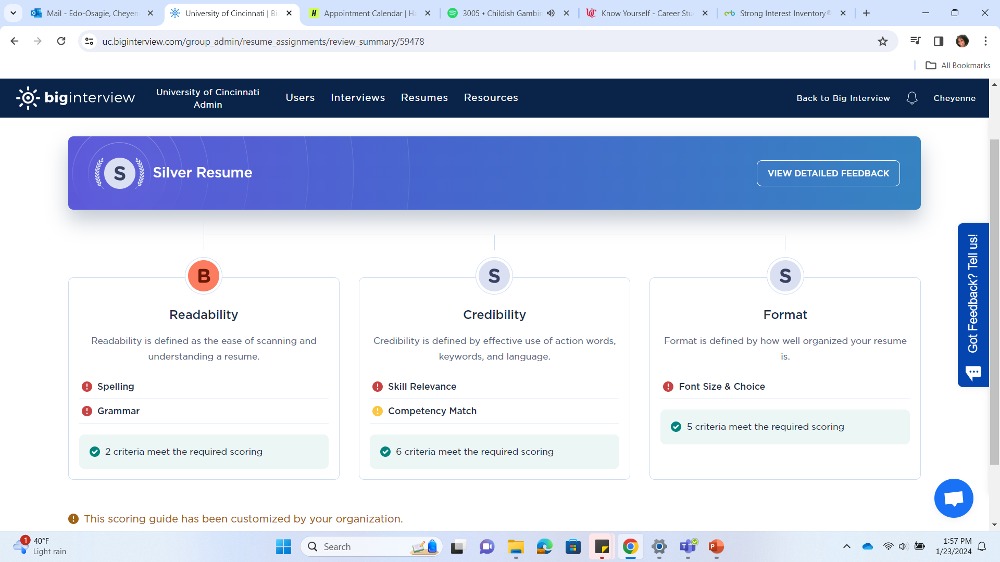 Mail - Edo-Osagie, Cheyen
University of Cincinnati | Bi
Appointment Calendar | Ha
3005 • Childish Gambin
Know Yourself - Career Stu
Strong Interest Inventory®
uc.biginterview.com/group_admin/resume_assignments/review_summary/59478
All Bookmarks
biginterview
University of Cincinnati
Admin
Users
Interviews
Resumes
Resources
Back to Big Interview
Cheyenne
S
Silver Resume
VIEW DETAILED FEEDBACK
B
S
S
Readability
Readability is defined as the ease of scanning and
understanding a resume.
Spelling
Grammar
2 criteria meet the required scoring
Credibility
Credibility is defined by effective use of action words,
keywords, and language.
Skill Relevance
Competency Match
6 criteria meet the required scoring
Format
Format is defined by how well organized your resume
is.
Font Size & Choice
5 criteria meet the required scoring
Got Feedback? Tell us!
This scoring guide has been customized by your organization.
1
40°F
Light rain
Search
1:57 PM
1/23/2024